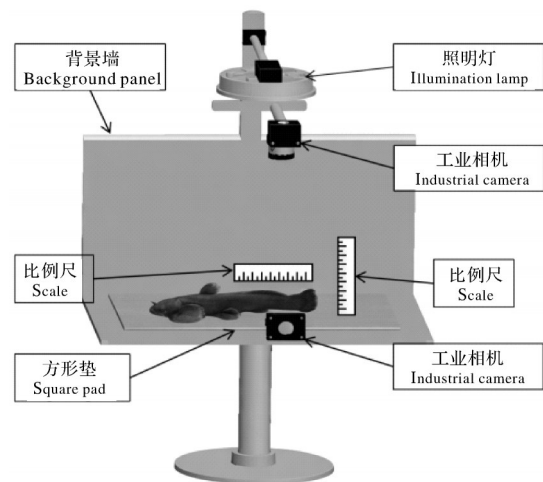 背景墙
Background panel
照明灯
Illumination lamp
工业相机
Industrial camera
比例尺
Scale
比例尺
Scale
方形垫
Square pad
工业相机
Industrial camera